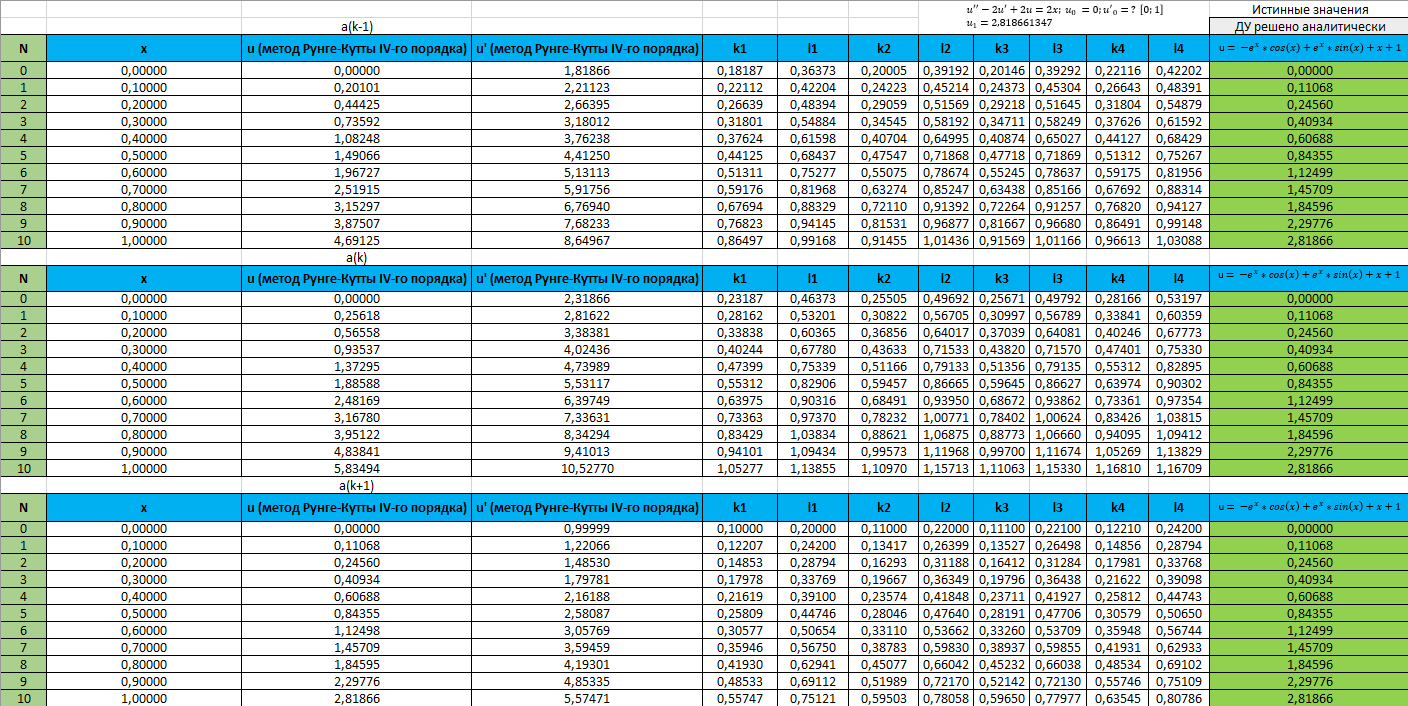 u″ − 2u′ + 2u = 2x; u₀ = 0; u′₀ = ? [0; 1] Истинные значения
a(k-1) u₁ = 2,818661347 ДУ решено аналитически
N x u (метод Рунге-Кутты IV-го порядка) u' (метод Рунге-Кутты IV-го порядка) k1 l1 k2 l2 k3 l3 k4 l4 u = −eˣ * cos(x) + eˣ * sin(x) + x + 1
0 0,00000 0,00000 1,81866 0,18187 0,36373 0,20005 0,39192 0,20146 0,39292 0,22116 0,42202 0,00000
1 0,10000 0,20101 2,21123 0,22112 0,42204 0,24223 0,45214 0,24373 0,45304 0,26643 0,48391 0,11068
2 0,20000 0,44425 2,66395 0,26639 0,48394 0,29059 0,51569 0,29218 0,51645 0,31804 0,54879 0,24560
3 0,30000 0,73592 3,18012 0,31801 0,54884 0,34545 0,58192 0,34711 0,58249 0,37626 0,61592 0,40934
4 0,40000 1,08248 3,76238 0,37624 0,61598 0,40704 0,64995 0,40874 0,65027 0,44127 0,68429 0,60688
5 0,50000 1,49066 4,41250 0,44125 0,68437 0,47547 0,71868 0,47718 0,71869 0,51312 0,75267 0,84355
6 0,60000 1,96727 5,13113 0,51311 0,75277 0,55075 0,78674 0,55245 0,78637 0,59175 0,81956 1,12499
7 0,70000 2,51915 5,91756 0,59176 0,81968 0,63274 0,85247 0,63438 0,85166 0,67692 0,88314 1,45709
8 0,80000 3,15297 6,76940 0,67694 0,88329 0,72110 0,91392 0,72264 0,91257 0,76820 0,94127 1,84596
9 0,90000 3,87507 7,68233 0,76823 0,94145 0,81531 0,96877 0,81667 0,96680 0,86491 0,99148 2,29776
10 1,00000 4,69125 8,64967 0,86497 0,99168 0,91455 1,01436 0,91569 1,01166 0,96613 1,03088 2,81866
a(k)
N x u (метод Рунге-Кутты IV-го порядка) u' (метод Рунге-Кутты IV-го порядка) k1 l1 k2 l2 k3 l3 k4 l4 u = −eˣ * cos(x) + eˣ * sin(x) + x + 1
0 0,00000 0,00000 2,31866 0,23187 0,46373 0,25505 0,49692 0,25671 0,49792 0,28166 0,53197 0,00000
1 0,10000 0,25618 2,81622 0,28162 0,53201 0,30822 0,56705 0,30997 0,56789 0,33841 0,60359 0,11068
2 0,20000 0,56558 3,38381 0,33838 0,60365 0,36856 0,64017 0,37039 0,64081 0,40246 0,67773 0,24560
3 0,30000 0,93537 4,02436 0,40244 0,67780 0,43633 0,71533 0,43820 0,71570 0,47401 0,75330 0,40934
4 0,40000 1,37295 4,73989 0,47399 0,75339 0,51166 0,79133 0,51356 0,79135 0,55312 0,82895 0,60688
5 0,50000 1,88588 5,53117 0,55312 0,82906 0,59457 0,86665 0,59645 0,86627 0,63974 0,90302 0,84355
6 0,60000 2,48169 6,39749 0,63975 0,90316 0,68491 0,93950 0,68672 0,93862 0,73361 0,97354 1,12499
7 0,70000 3,16780 7,33631 0,73363 0,97370 0,78232 1,00771 0,78402 1,00624 0,83426 1,03815 1,45709
8 0,80000 3,95122 8,34294 0,83429 1,03834 0,88621 1,06875 0,88773 1,06660 0,94095 1,09412 1,84596
9 0,90000 4,83841 9,41013 0,94101 1,09434 0,99573 1,11968 0,99700 1,11674 1,05269 1,13829 2,29776
10 1,00000 5,83494 10,52770 1,05277 1,13855 1,10970 1,15713 1,11063 1,15330 1,16810 1,16709 2,81866
a(k+1)
N x u (метод Рунге-Кутты IV-го порядка) u' (метод Рунге-Кутты IV-го порядка) k1 l1 k2 l2 k3 l3 k4 l4 u = −eˣ * cos(x) + eˣ * sin(x) + x + 1
0 0,00000 0,00000 0,99999 0,10000 0,20000 0,11000 0,22000 0,11100 0,22100 0,12210 0,24200 0,00000
1 0,10000 0,11068 1,22066 0,12207 0,24200 0,13417 0,26399 0,13527 0,26498 0,14856 0,28794 0,11068
2 0,20000 0,24560 1,48530 0,14853 0,28794 0,16293 0,31188 0,16412 0,31284 0,17981 0,33768 0,24560
3 0,30000 0,40934 1,79781 0,17978 0,33769 0,19667 0,36349 0,19796 0,36438 0,21622 0,39098 0,40934
4 0,40000 0,60688 2,16188 0,21619 0,39100 0,23574 0,41848 0,23711 0,41927 0,25812 0,44743 0,60688
5 0,50000 0,84355 2,58087 0,25809 0,44746 0,28046 0,47640 0,28191 0,47706 0,30579 0,50650 0,84355
6 0,60000 1,12498 3,05769 0,30577 0,50654 0,33110 0,53662 0,33260 0,53709 0,35948 0,56744 1,12499
7 0,70000 1,45709 3,59459 0,35946 0,56750 0,38783 0,59830 0,38937 0,59855 0,41931 0,62933 1,45709
8 0,80000 1,84595 4,19301 0,41930 0,62941 0,45077 0,66042 0,45232 0,66038 0,48534 0,69102 1,84596
9 0,90000 2,29776 4,85335 0,48533 0,69112 0,51989 0,72170 0,52142 0,72130 0,55746 0,75109 2,29776
10 1,00000 2,81866 5,57471 0,55747 0,75121 0,59503 0,78058 0,59650 0,77977 0,63545 0,80786 2,81866